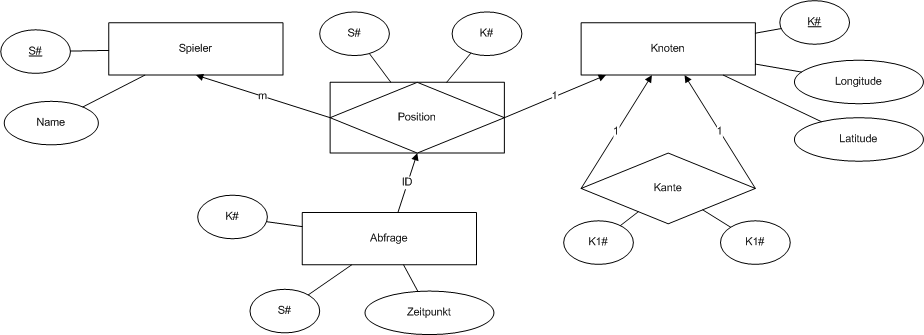 S#
Spieler
Name
S#
K#
Knoten
K#
Longitude
Latitude
m
Position
1
1
1
Kante
K1#
K1#
ID
K#
Abfrage
S#
Zeitpunkt